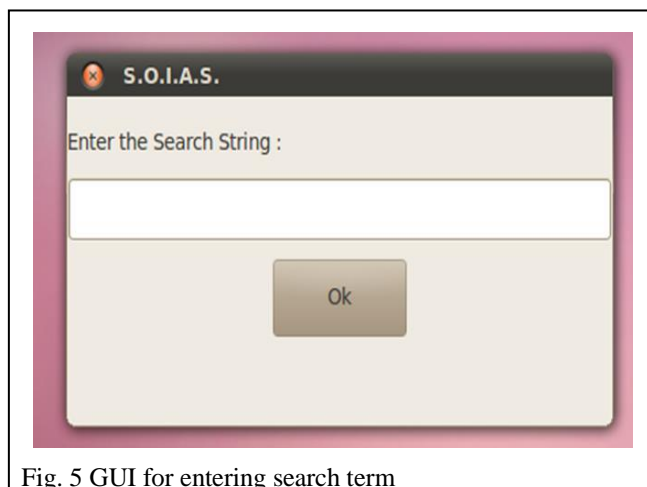 S.O.I.A.S.
Enter the Search String :
Ok
Fig. 5 GUI for entering search term